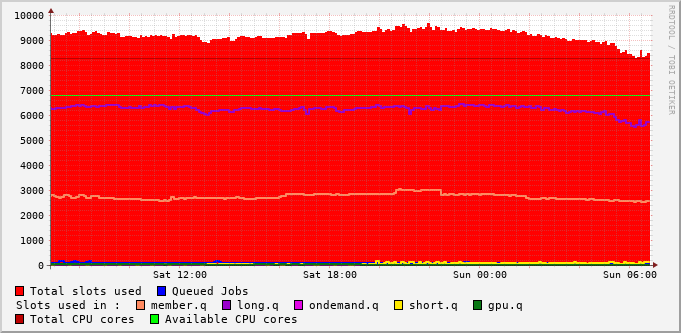 RRDTOOL / TOBI OETIKER
10000
9000
8000
7000
6000
5000
4000
3000
2000
1000
0
Sat 12:00 Sat 18:00 Sun 00:00 Sun 06:00
Total slots used Queued Jobs
Slots used in : member.q long.q ondemand.q short.q gpu.q
Total CPU cores Available CPU cores